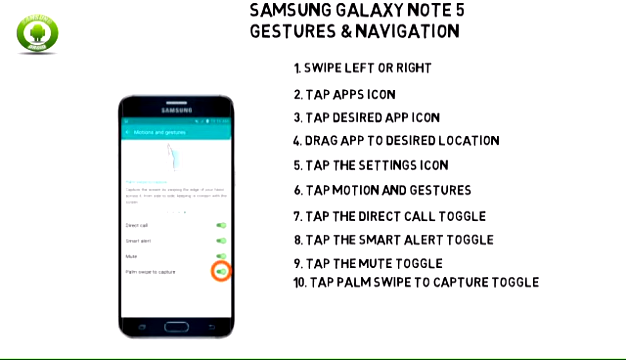 SAMSUNG GALAXY NOTE 5
GESTURES & NAVIGATION
1. SWIPE LEFT OR RIGHT
2. TAP APPS ICON
3. TAP DESIRED APP ICON
4. DRAG APP TO DESIRED LOCATION
5. TAP THE SETTINGS ICON
6. TAP MOTION AND GESTURES
7. TAP THE DIRECT CALL TOGGLE
8. TAP THE SMART ALERT TOGGLE
9. TAP THE MUTE TOGGLE
10. TAP PALM SWIPE TO CAPTURE TOGGLE
SAMSUNG
Motions and gestures
Direct call
Smart alert
Mute
Palm swipe to capture